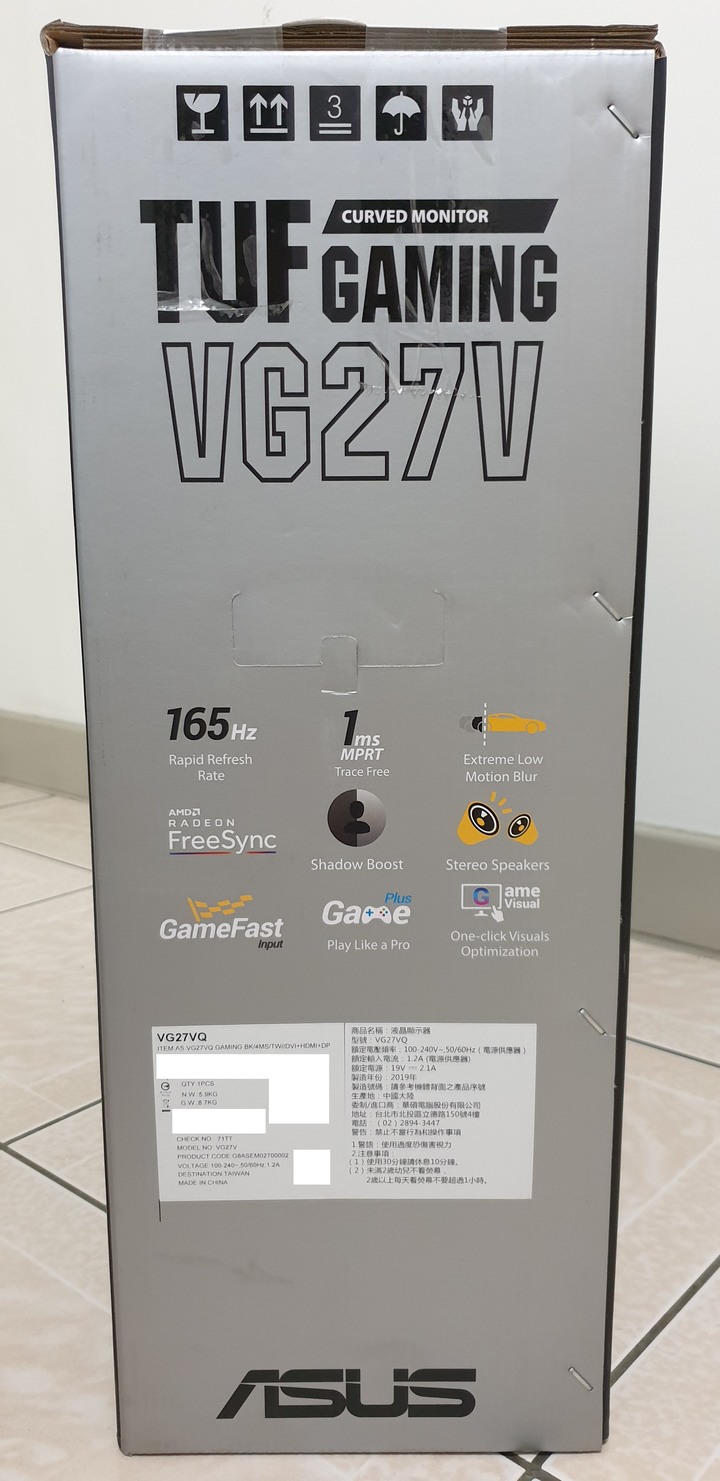 3
TUF CURVED MONITOR
GAMING
VG27V
165Hz
Rapid Refresh
Rate
1ms
MPRT
Trace Free
Extreme Low
Motion Blur
AMD
RADEON
FreeSync
Shadow Boost
Stereo Speakers
GameFast
Input
Game Plus
Play Like a Pro
Game
Visual
One-click Visuals
Optimization
VG27VQ
ITEM AS VG27VQ GAMING BK/4MS/TW//DVI+HDMI+DP
QTY:1PCS
N.W:5.9KG
G.W:8.7KG
CHECK NO: 71TT
MODEL NO: VG27V
PRODUCT CODE:G8ASEM02700002
VOLTAGE:100-240~,50/60Hz,1.2A
DESTINATION:TAIWAN
MADE IN CHINA
商品名稱:液晶顯示器
型號:VG27VQ
額定電壓頻率:100-240V~,50/60Hz(電源供應器)
額定輸入電流:1.2A (電源供應器)
額定電源:19V ⎓ 2.1A
製造年份:2019年
製造號碼:請參考機體背面之產品序號
生產地:中國大陸
委制/進口商:華碩電腦股份有限公司
地址:台北市北投區立德路150號4樓
電話:(02)2894-3447
警告:禁止不當行為和操作事項
1.警語:使用過度恐傷害視力
2.注意事項:
(1)使用30分鐘請休息10分鐘。
(2)未滿2歲幼兒不看熒幕,
2歲以上每天看熒幕不要超過1小時。
ASUS